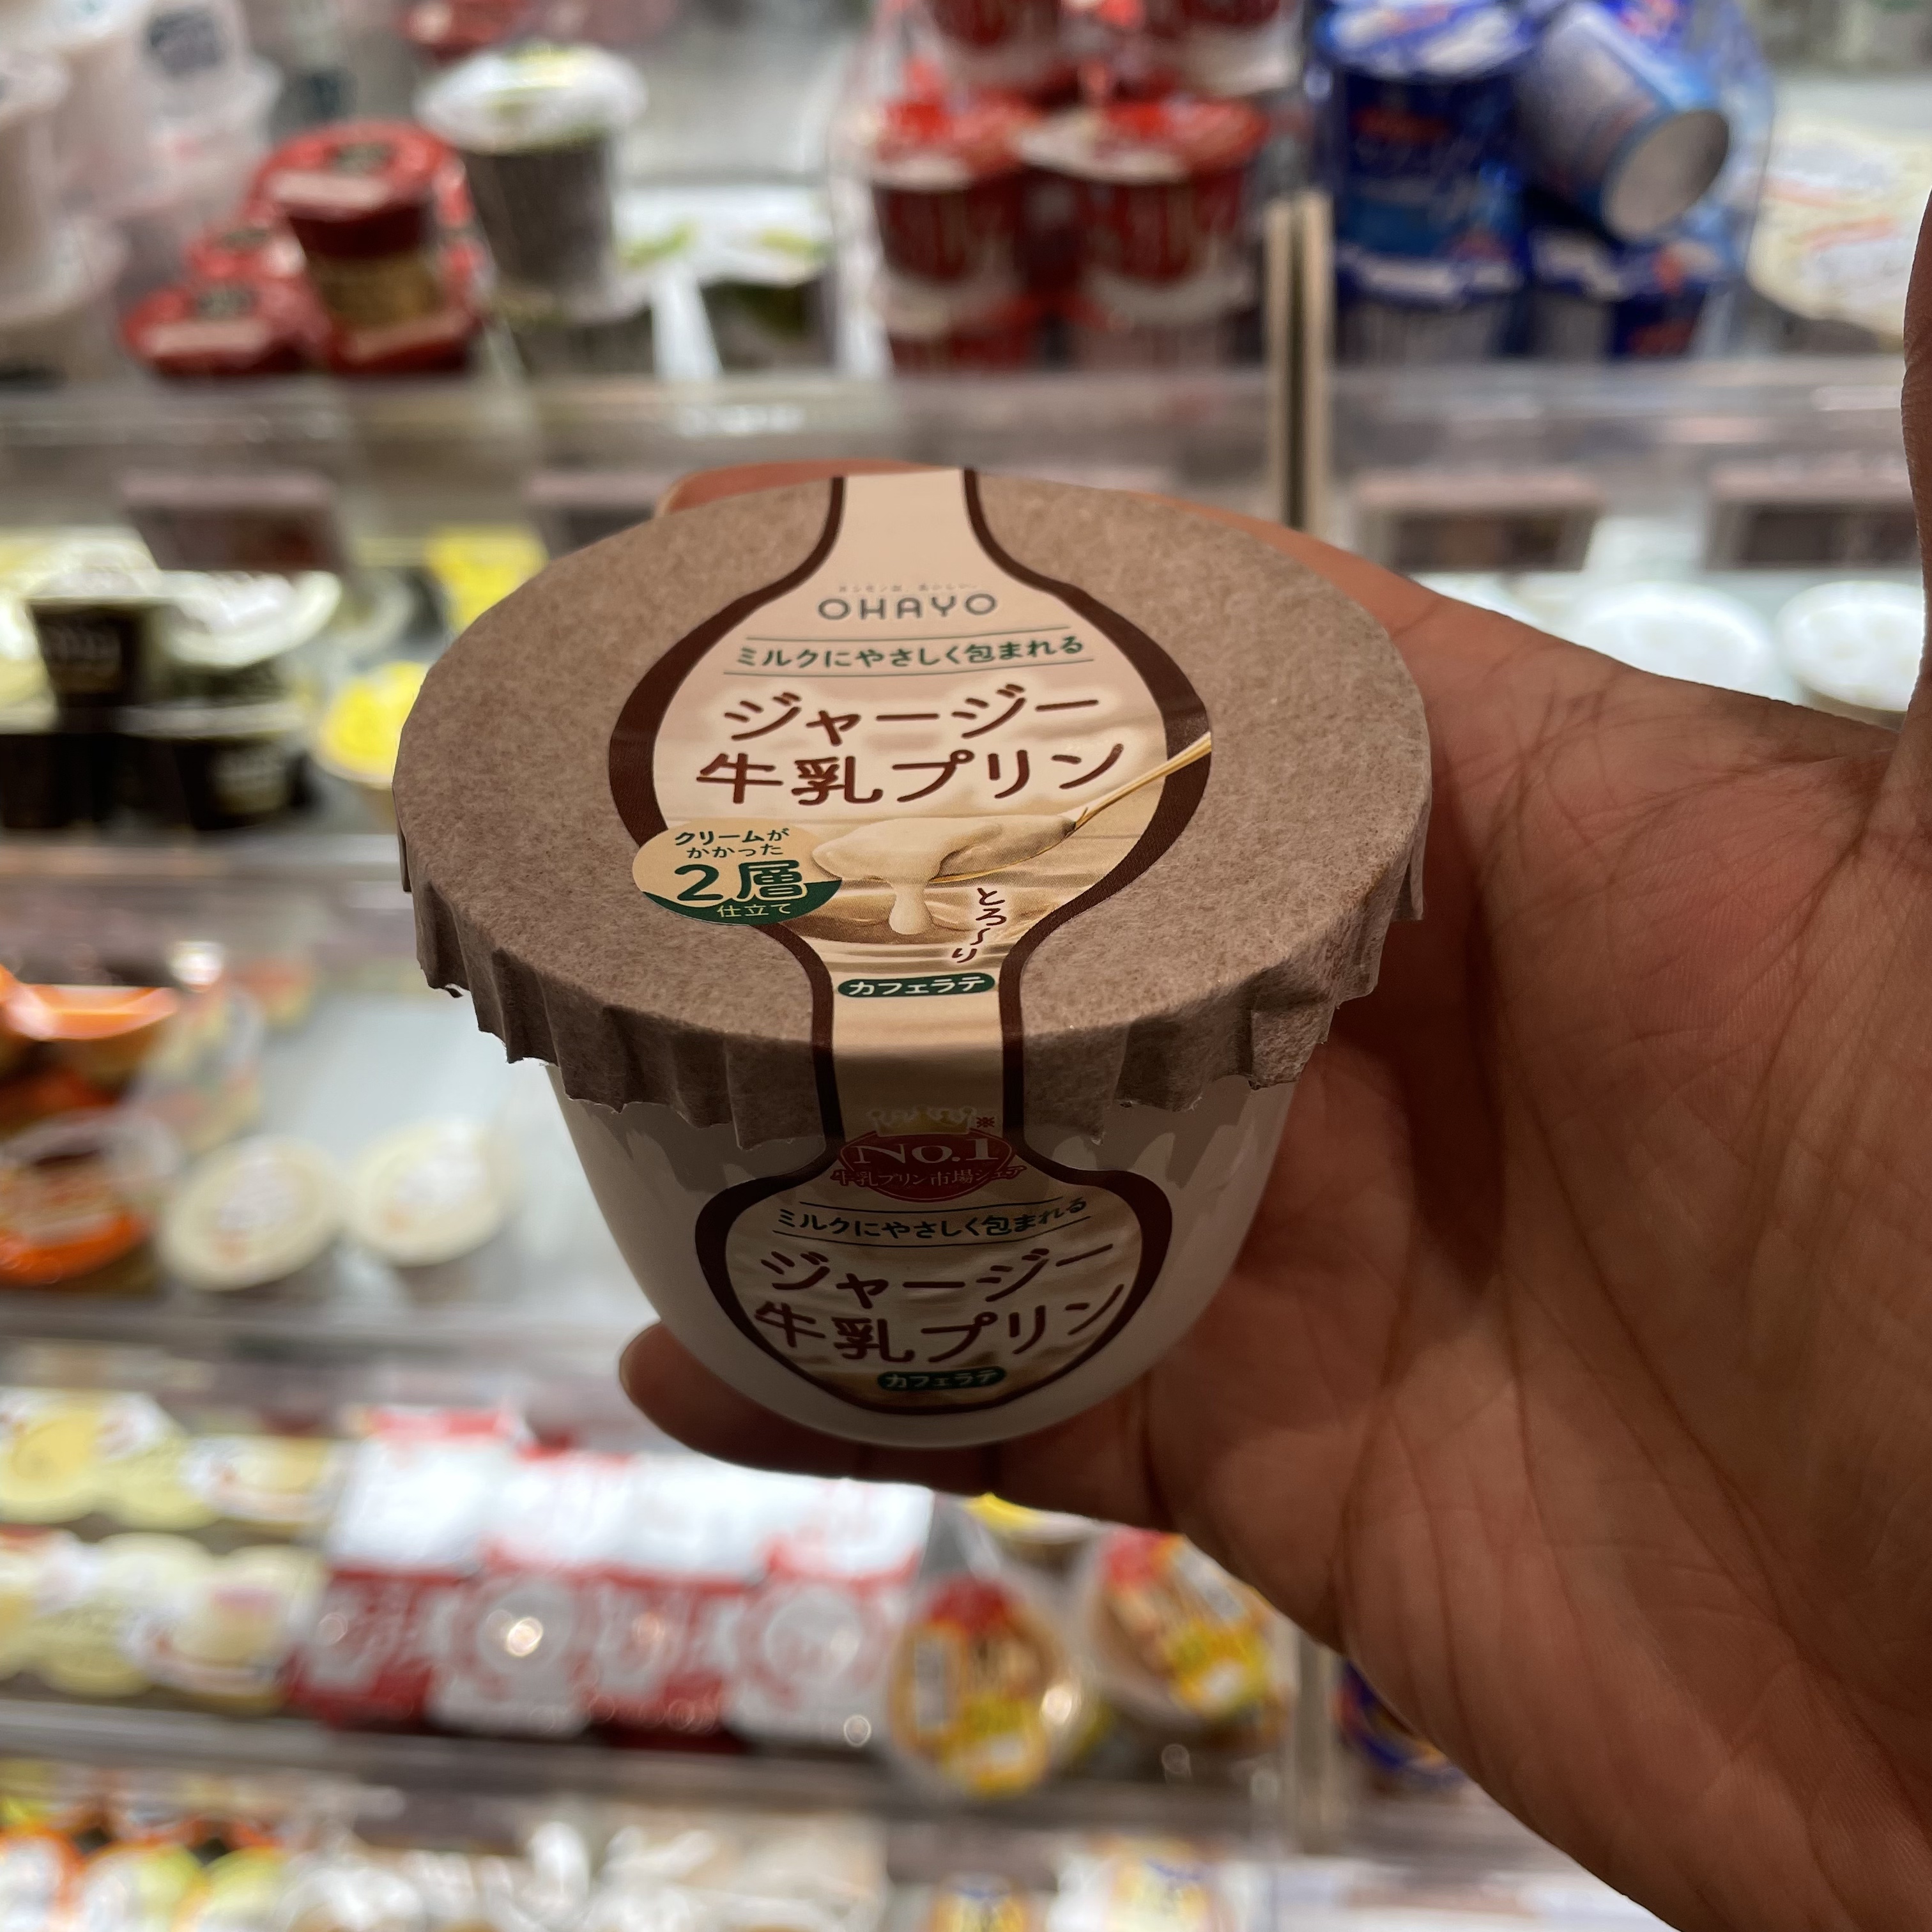 OHAYO
ミルクにやさしく包まれる
ジャージー
牛乳プリン
クリームが
かかった
2層
仕立て
とろ〜り
カフェラテ
No.1※
牛乳プリン市場シェア
ミルクにやさしく包まれる
ジャージー
牛乳プリン
カフェラテ